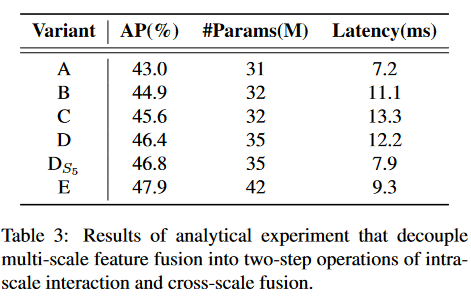 Variant AP(%) #Params(M) Latency(ms)
A 43.0 31 7.2
B 44.9 32 11.1
C 45.6 32 13.3
D 46.4 35 12.2
D_{S_5} 46.8 35 7.9
E 47.9 42 9.3
Table 3: Results of analytical experiment that decouple
multi-scale feature fusion into two-step operations of intra-
scale interaction and cross-scale fusion.